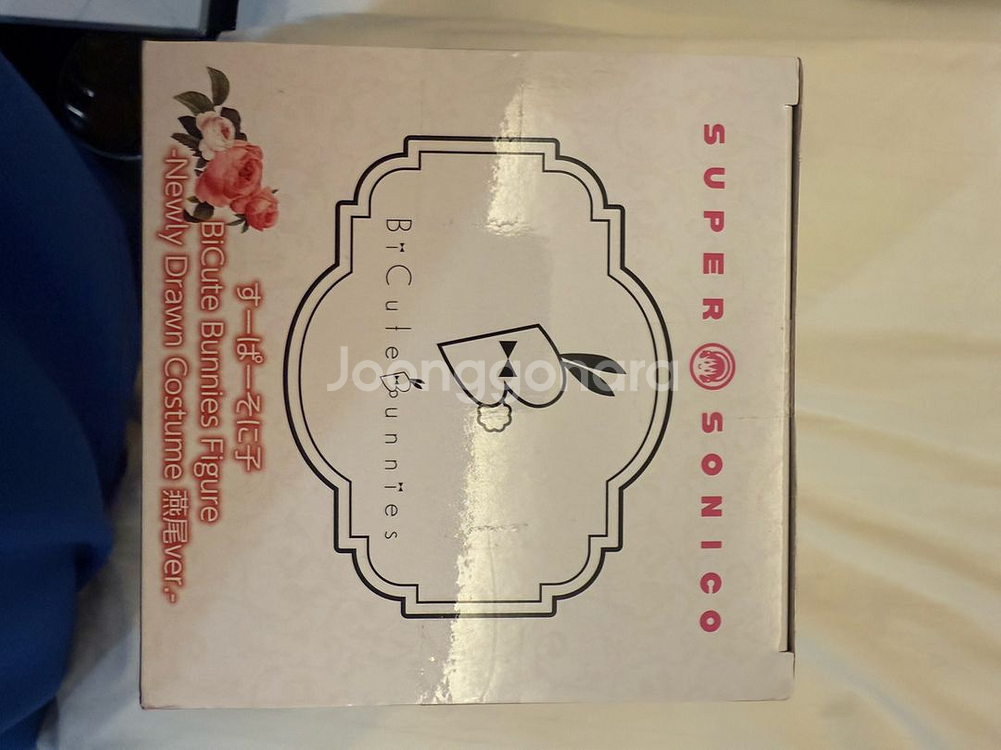 SUPER SONICO
BiCute Bunnies
すーぱーそに子
BiCute Bunnies Figure
-Newly Drawn Costume 燕尾ver.-
Joonggonara